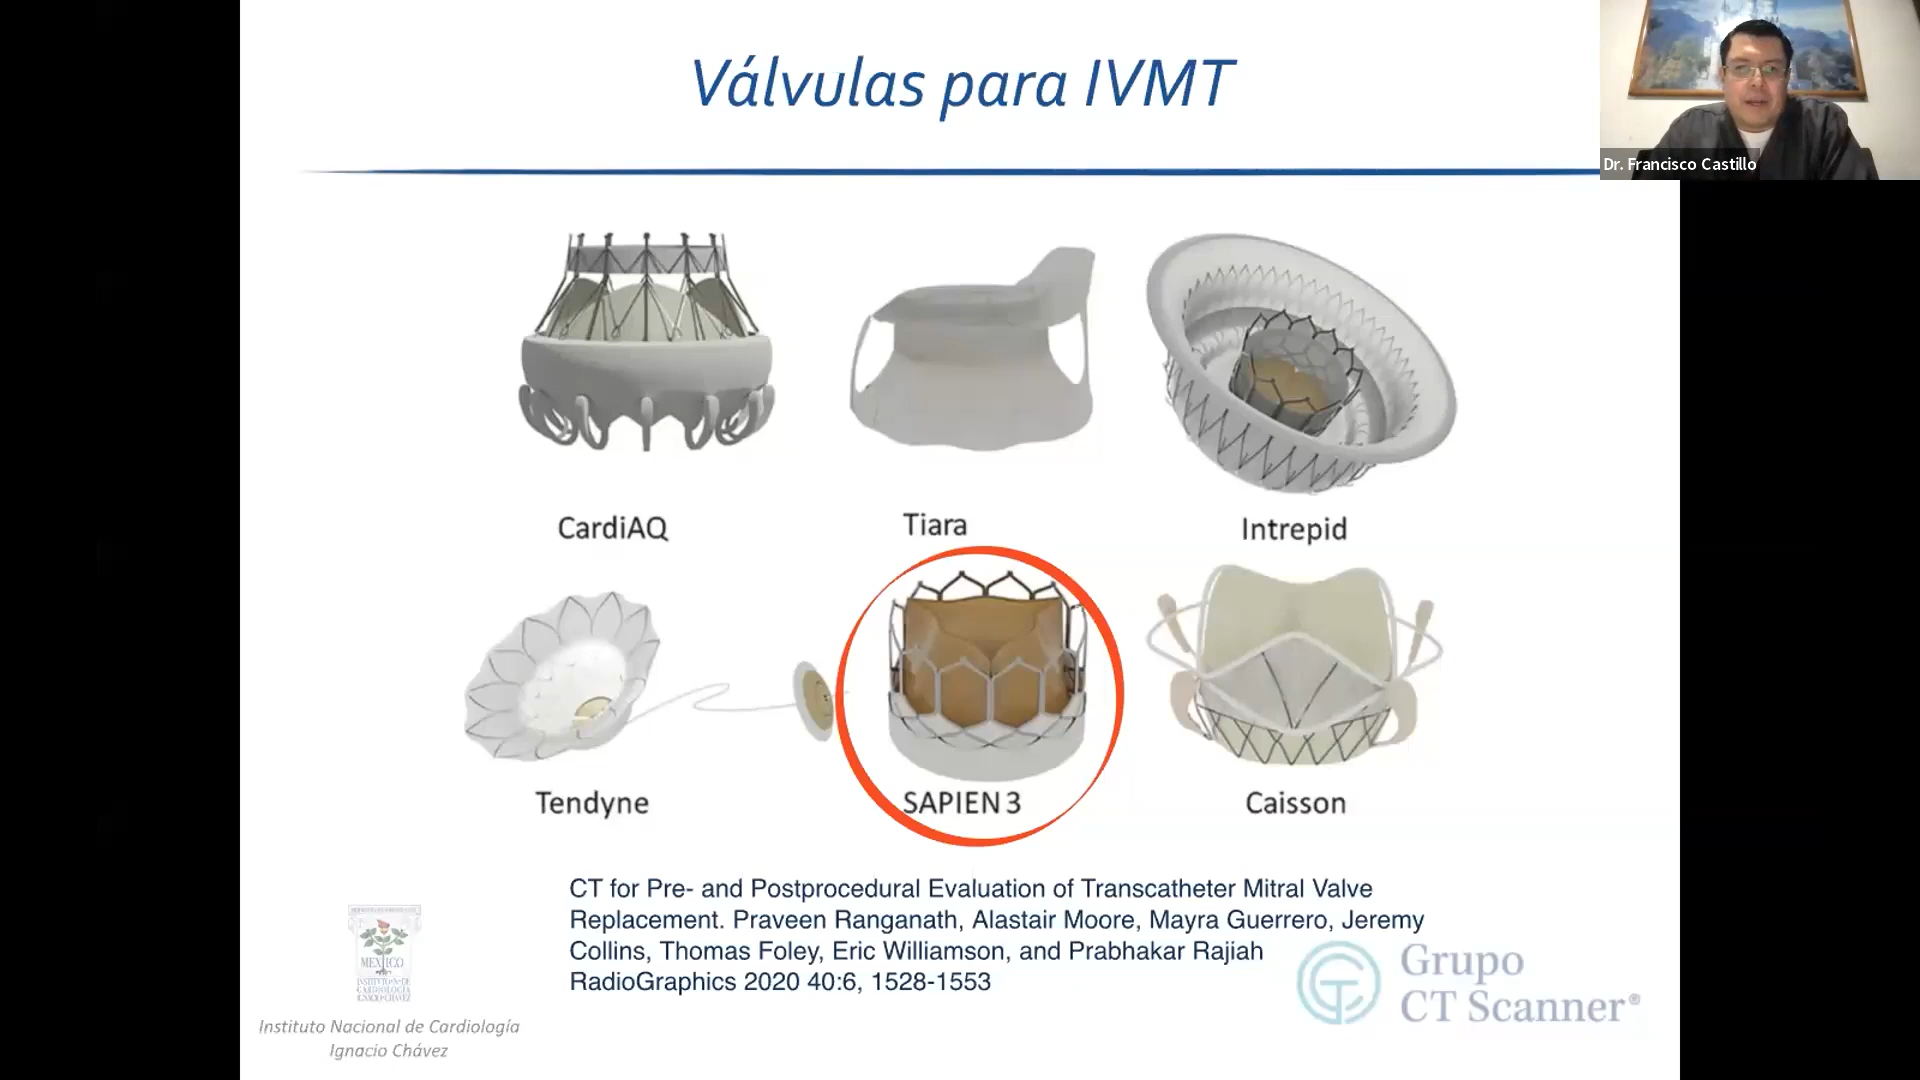 Válvulas para IVMT
Dr. Francisco Castillo
CardiAQ
Tiara
Intrepid
Tendyne
SAPIEN 3
Caisson
CT for Pre- and Postprocedural Evaluation of Transcatheter Mitral Valve
Replacement. Praveen Ranganath, Alastair Moore, Mayra Guerrero, Jeremy
Collins, Thomas Foley, Eric Williamson, and Prabhakar Rajiah
RadioGraphics 2020 40:6, 1528-1553
MEXICO
INSTITUTO N. DE
CARDIOLOGIA
IGNACIO CHAVEZ
Instituto Nacional de Cardiología
Ignacio Chávez
Grupo
CT Scanner®